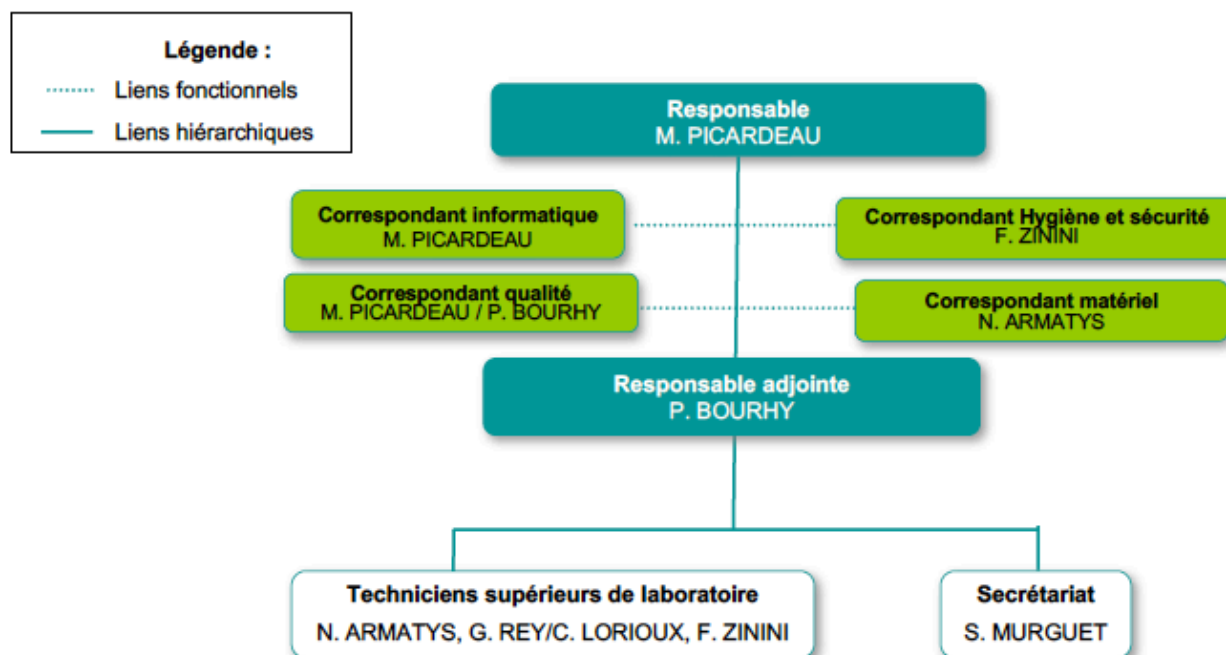 Légende :
Liens fonctionnels
Liens hiérarchiques
Responsable
M. PICARDEAU
Correspondant informatique
M. PICARDEAU
Correspondant Hygiène et sécurité
F. ZININI
Correspondant qualité
M. PICARDEAU / P. BOURHY
Correspondant matériel
N. ARMATYS
Responsable adjointe
P. BOURHY
Techniciens supérieurs de laboratoire
N. ARMATYS, G. REY/C. LORIOUX, F. ZININI
Secrétariat
S. MURGUET